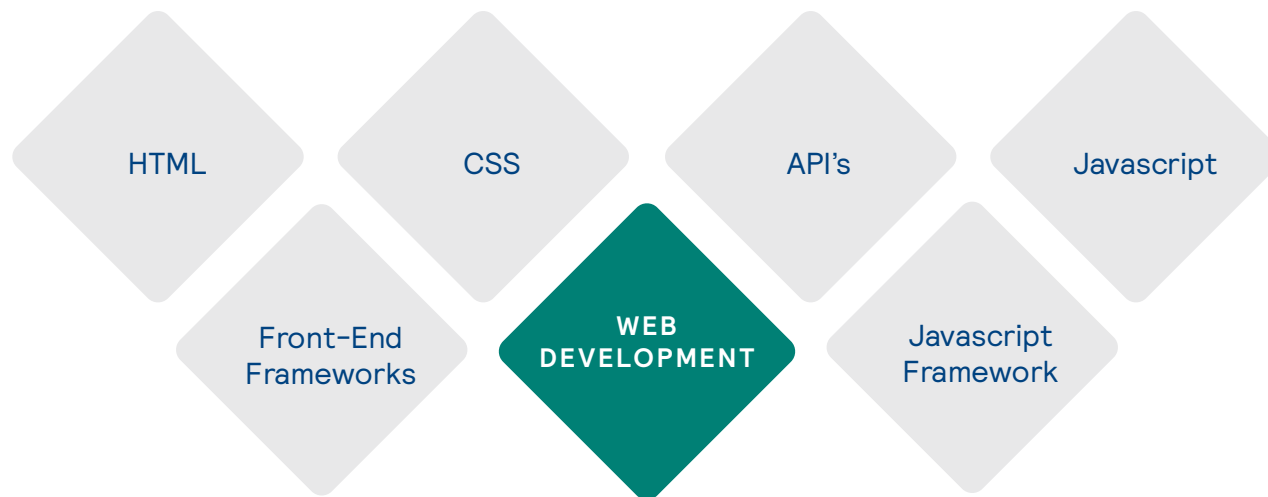 HTML
CSS
API's
Javascript
Front-End
Frameworks
WEB
DEVELOPMENT
Javascript
Framework